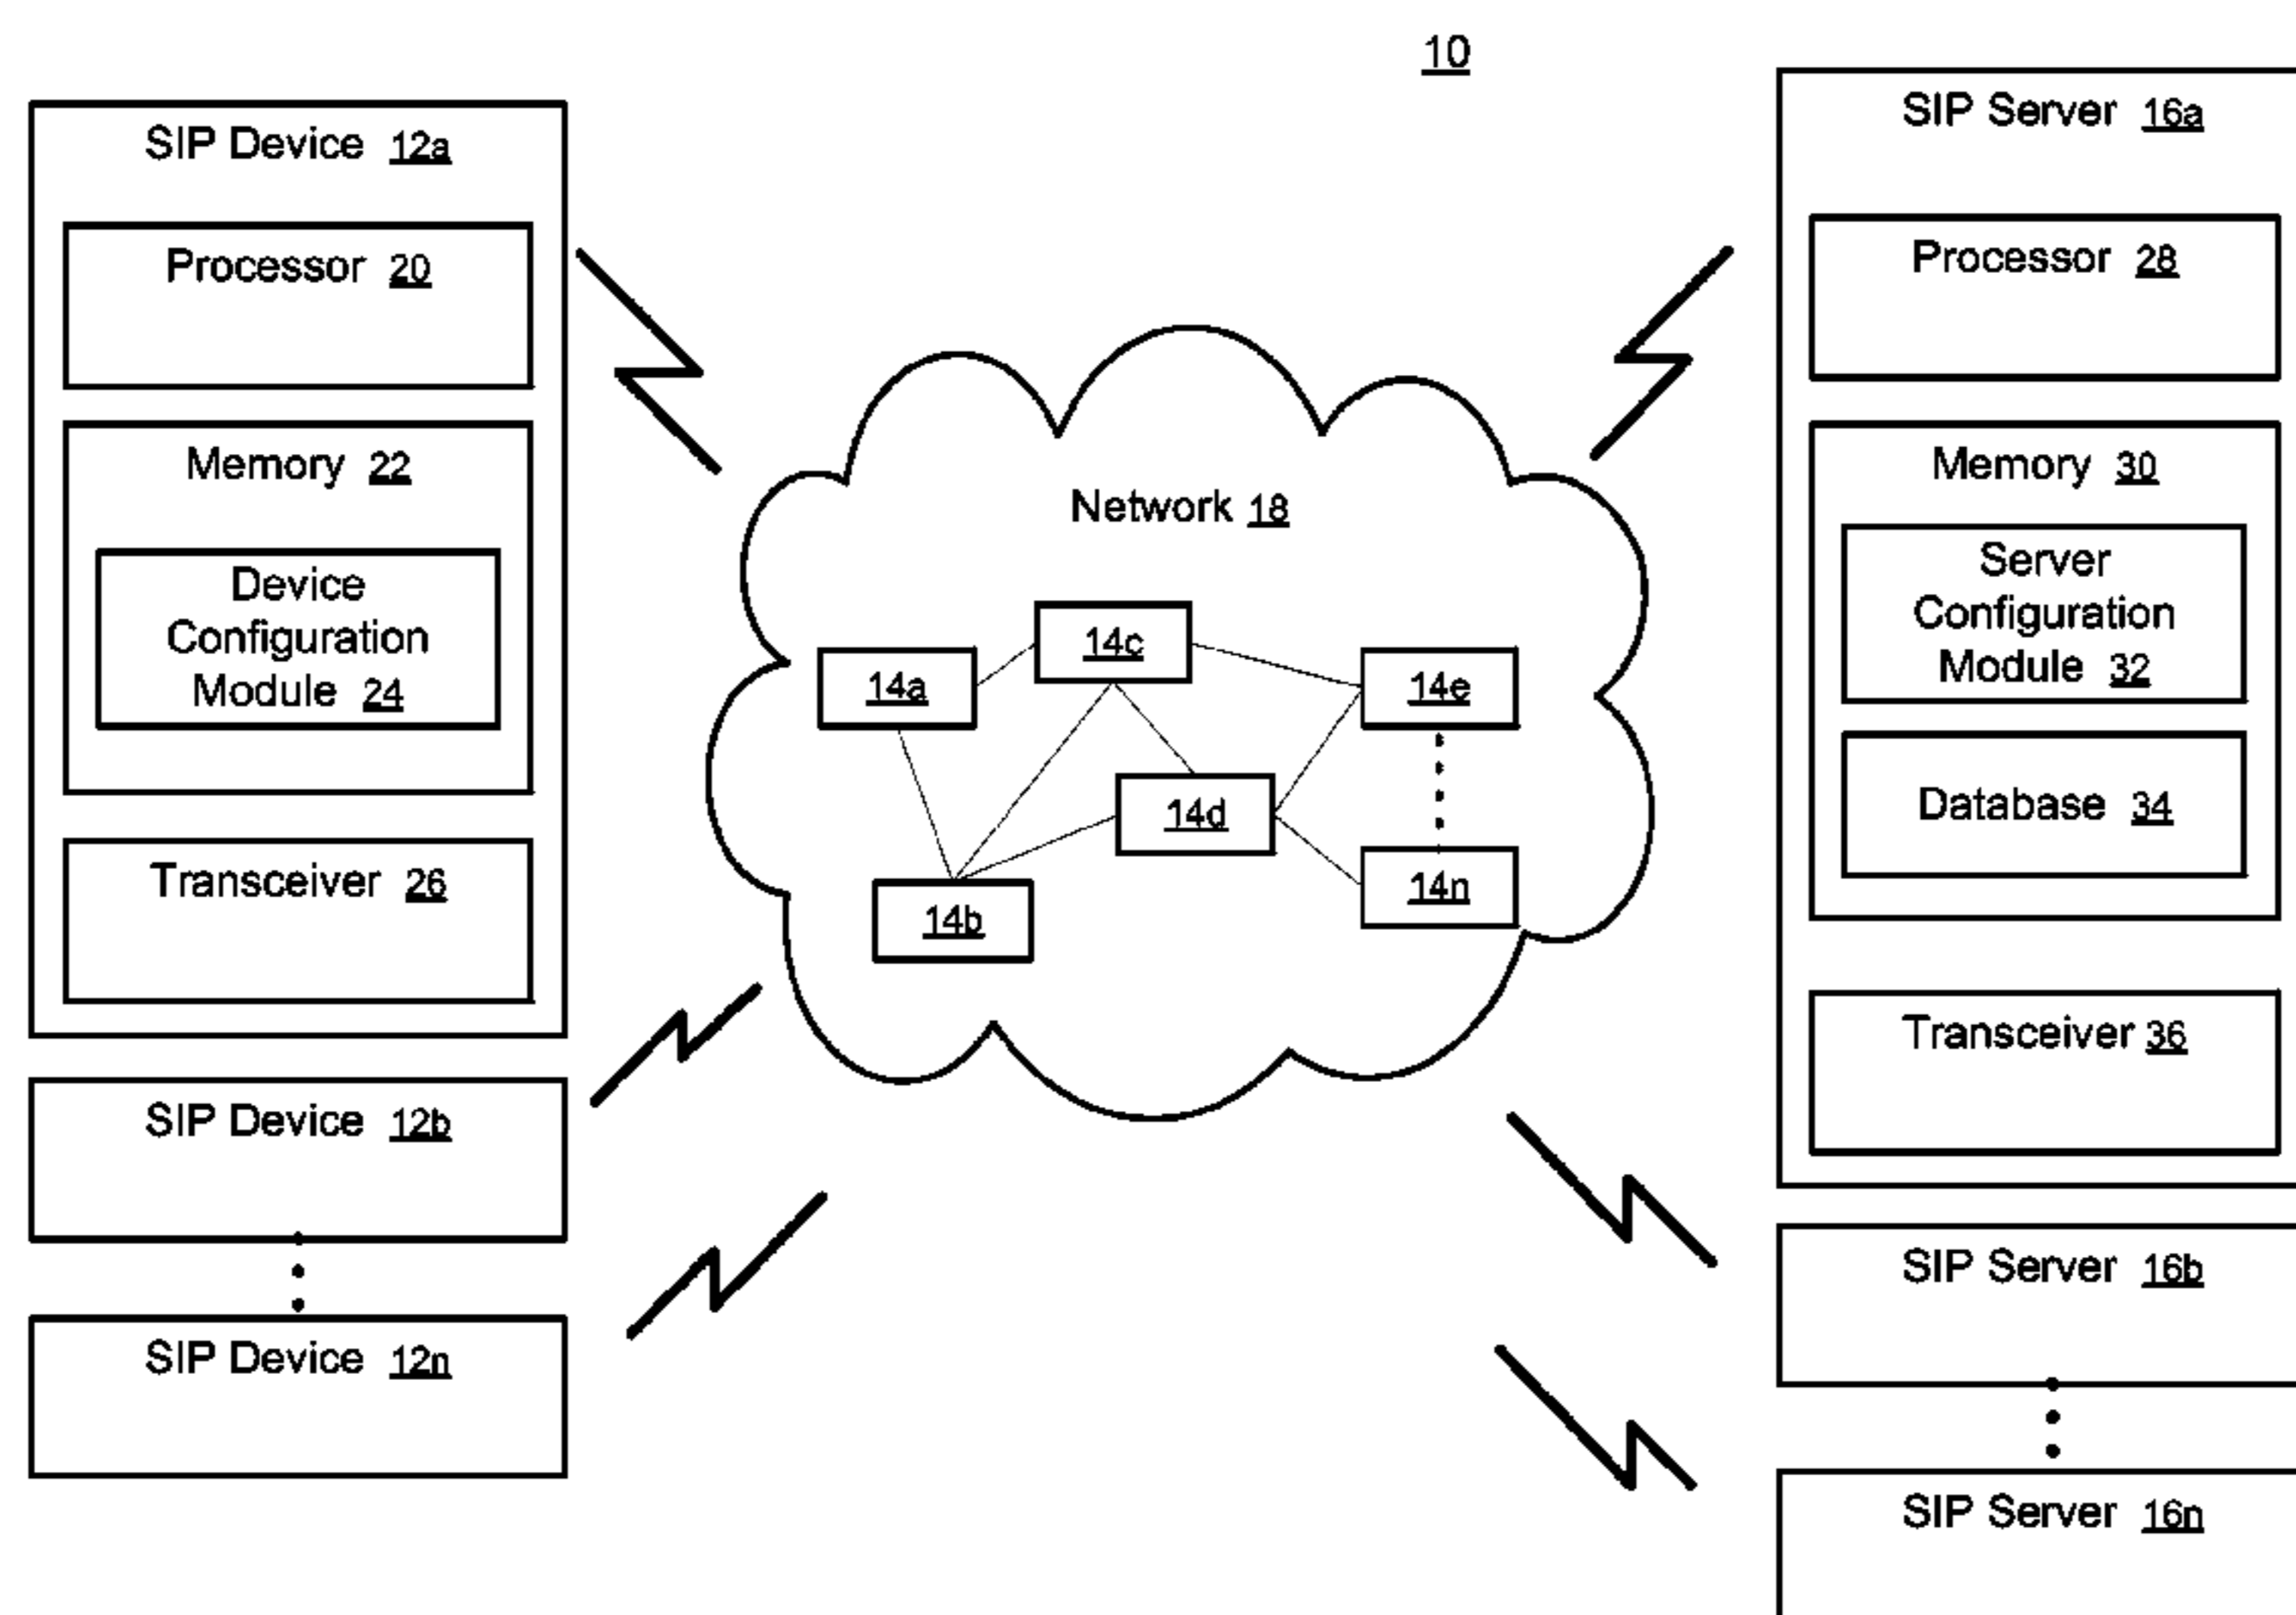 10
SIP Device 12a
Processor 20
Memory 22
Device
Configuration
Module 24
Transceiver 26
SIP Device 12b
SIP Device 12n
Network 18
14a
14c
14e
14d
14b
14n
SIP Server 16a
Processor 28
Memory 30
Server
Configuration
Module 32
Database 34
Transceiver 36
SIP Server 16b
SIP Server 16n